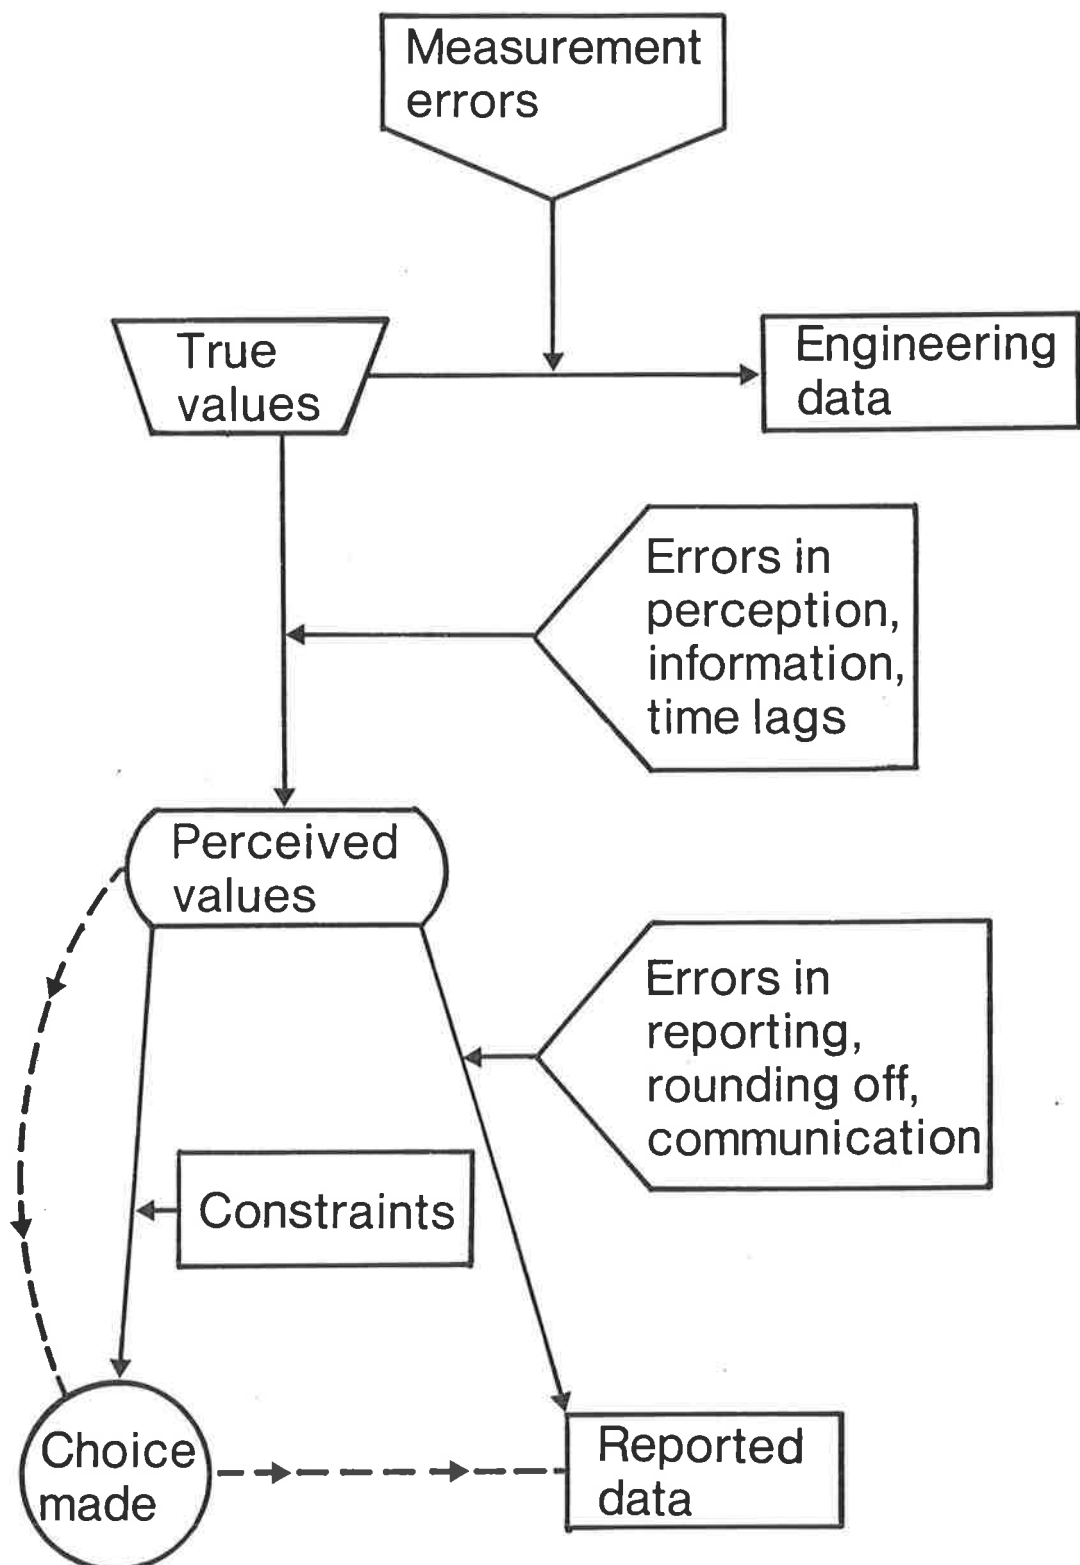 Measurement
errors
True
values
Engineering
data
Errors in
perception,
information,
time lags
Perceived
values
Errors in
reporting,
rounding off,
communication
Constraints
Choice
made
Reported
data